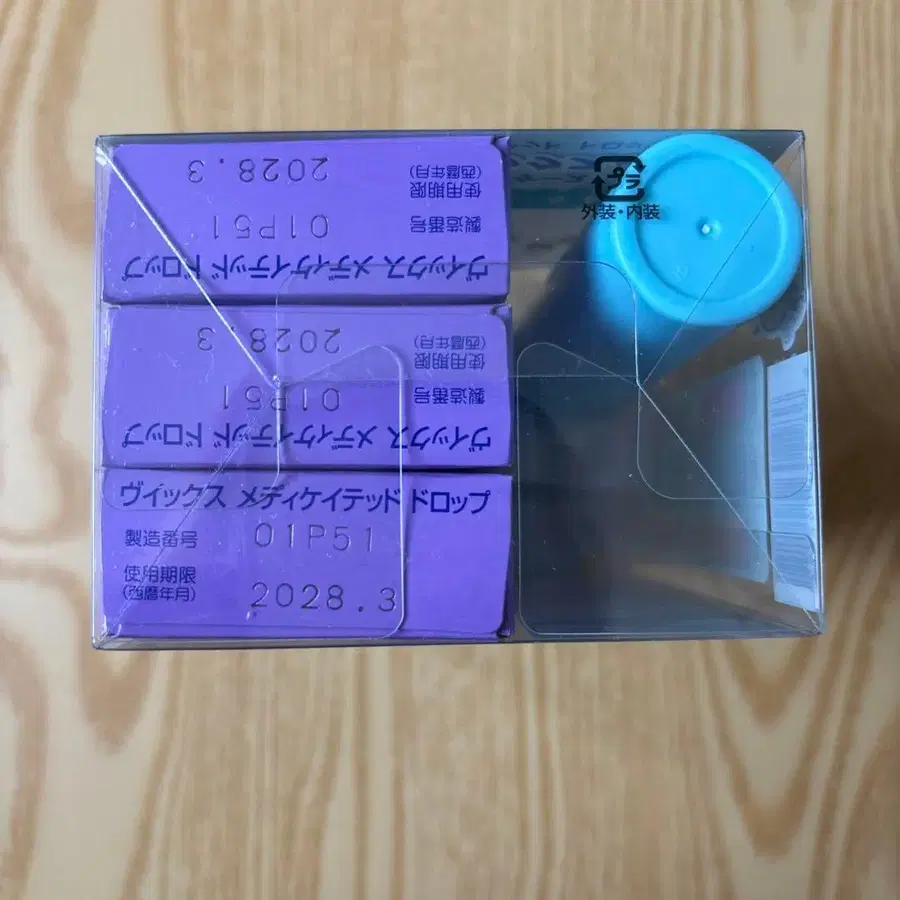 2028.3
使用期限
(西暦年月)
製造番号
01P51
ヴイックス メディケイテッド ドロップ
2028.3
使用期限
(西暦年月)
製造番号
01P51
ヴイックス メディケイテッド ドロップ
ヴイックス メディケイテッド ドロップ
製造番号
01P51
使用期限
(西暦年月)
2028.3
プラ
外装・内装